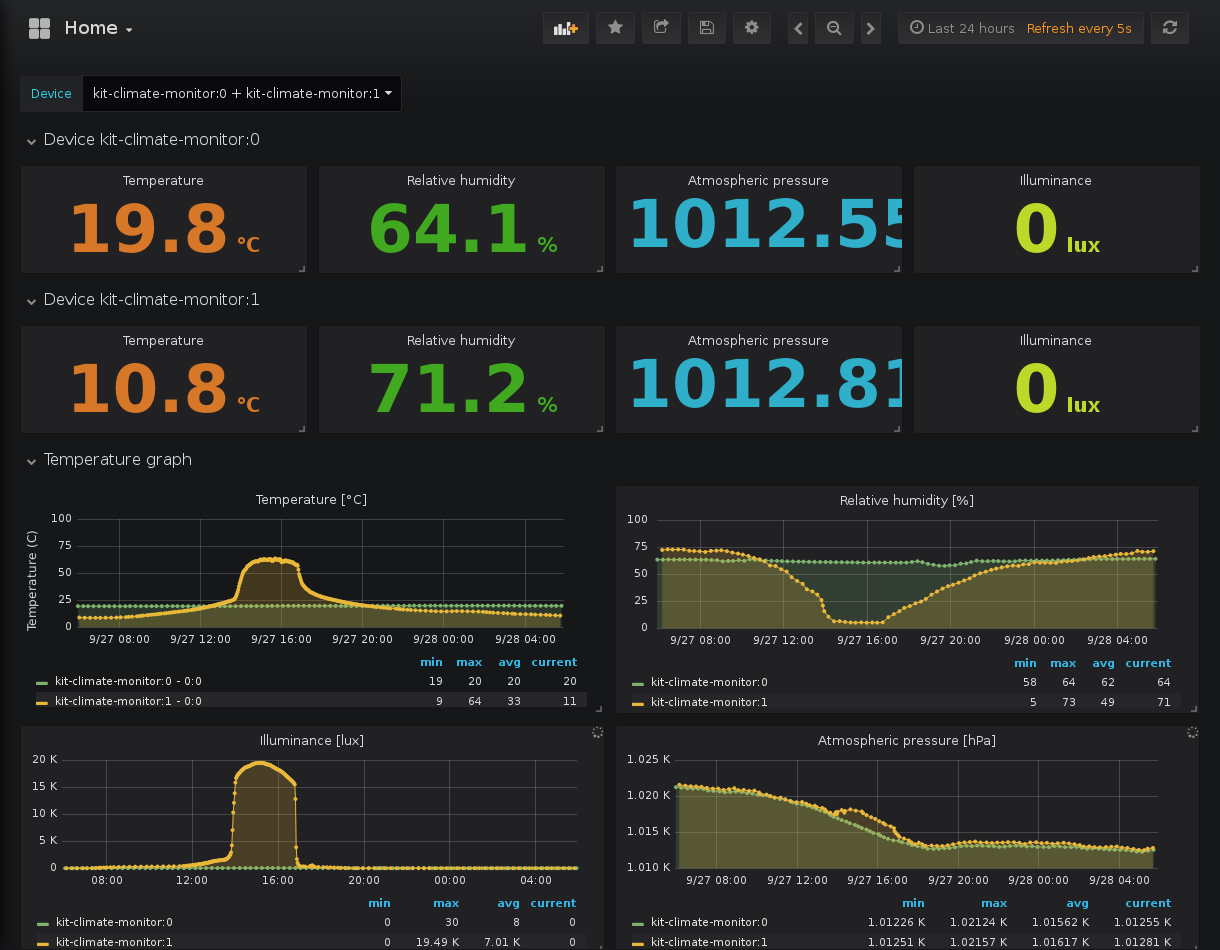 Home
Last 24 hours Refresh every 5s
Device kit-climate-monitor:0 + kit-climate-monitor:1
Device kit-climate-monitor:0
Temperature Relative humidity Atmospheric pressure Illuminance
19.8 °C 64.1 % 1012.55 0 lux
Device kit-climate-monitor:1
Temperature Relative humidity Atmospheric pressure Illuminance
10.8 °C 71.2 % 1012.81 0 lux
Temperature graph
Temperature [°C]
Temperature (C)
100
75
50
25
0
9/27 08:00 9/27 12:00 9/27 16:00 9/27 20:00 9/28 00:00 9/28 04:00
min max avg current
kit-climate-monitor:0 - 0:0 19 20 20 20
kit-climate-monitor:1 - 0:0 9 64 33 11
Relative humidity [%]
100
75
50
25
0
9/27 08:00 9/27 12:00 9/27 16:00 9/27 20:00 9/28 00:00 9/28 04:00
min max avg current
kit-climate-monitor:0 58 64 62 64
kit-climate-monitor:1 5 73 49 71
Illuminance [lux]
20 K
15 K
10 K
5 K
0
08:00 12:00 16:00 20:00 00:00 04:00
min max avg current
kit-climate-monitor:0 0 30 8 0
kit-climate-monitor:1 0 19.49 K 7.01 K 0
Atmospheric pressure [hPa]
1.025 K
1.020 K
1.015 K
1.010 K
9/27 08:00 9/27 12:00 9/27 16:00 9/27 20:00 9/28 00:00 9/28 04:00
min max avg current
kit-climate-monitor:0 1.01226 K 1.02124 K 1.01562 K 1.01255 K
kit-climate-monitor:1 1.01251 K 1.02157 K 1.01617 K 1.01281 K